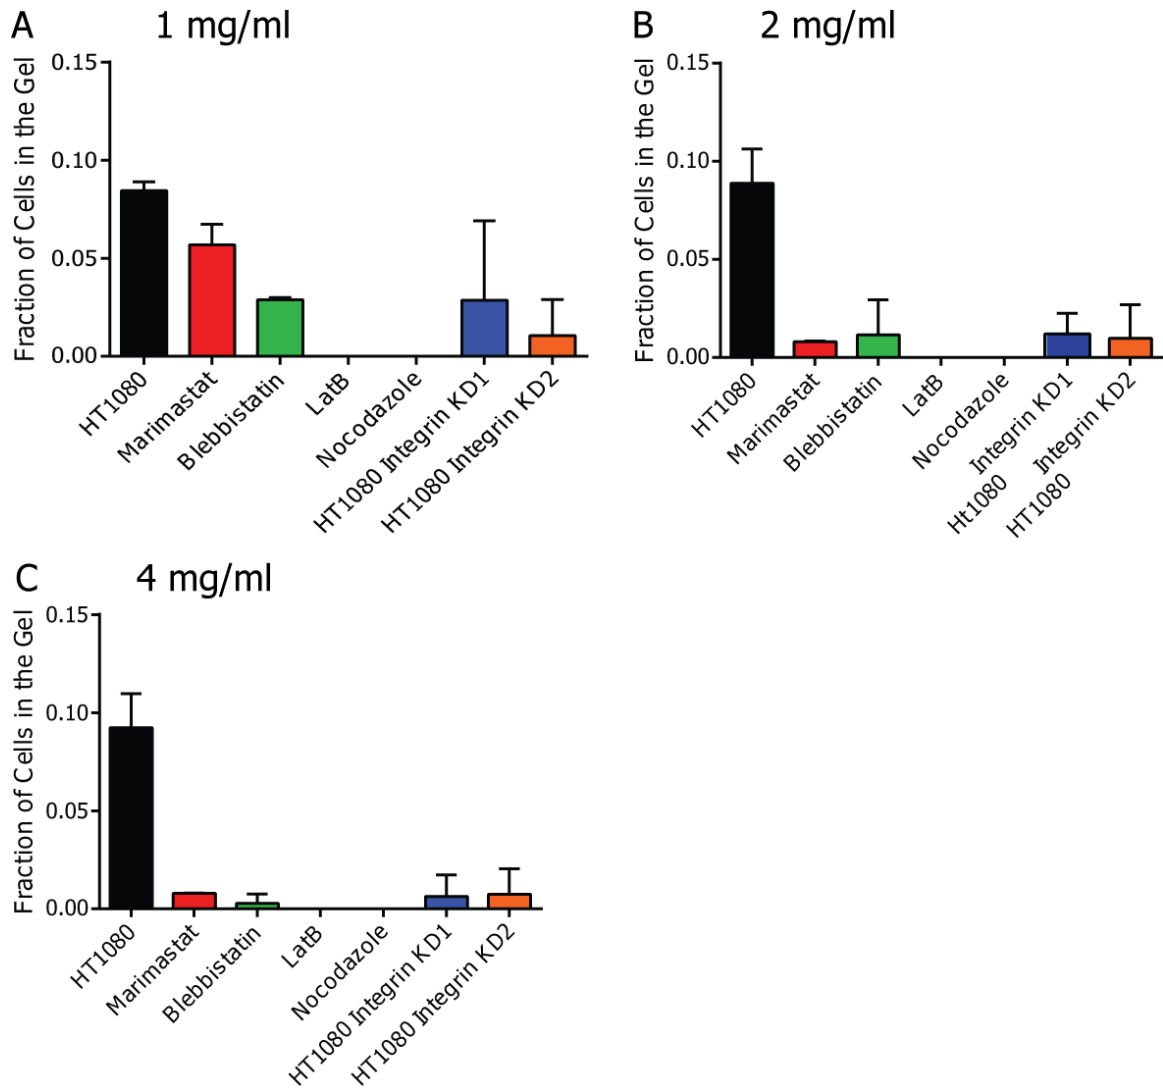 A 1 mg/ml
Fraction of Cells in the Gel
0.15
0.10
0.05
0.00
HT1080
Marimastat
Blebbistatin
LatB
Nocodazole
HT1080 Integrin KD1
HT1080 Integrin KD2
B 2 mg/ml
Fraction of Cells in the Gel
0.15
0.10
0.05
0.00
HT1080
Marimastat
Blebbistatin
LatB
Nocodazole
Ht1080 Integrin KD1
HT1080 Integrin KD2
C 4 mg/ml
Fraction of Cells in the Gel
0.15
0.10
0.05
0.00
HT1080
Marimastat
Blebbistatin
LatB
Nocodazole
HT1080 Integrin KD1
HT1080 Integrin KD2